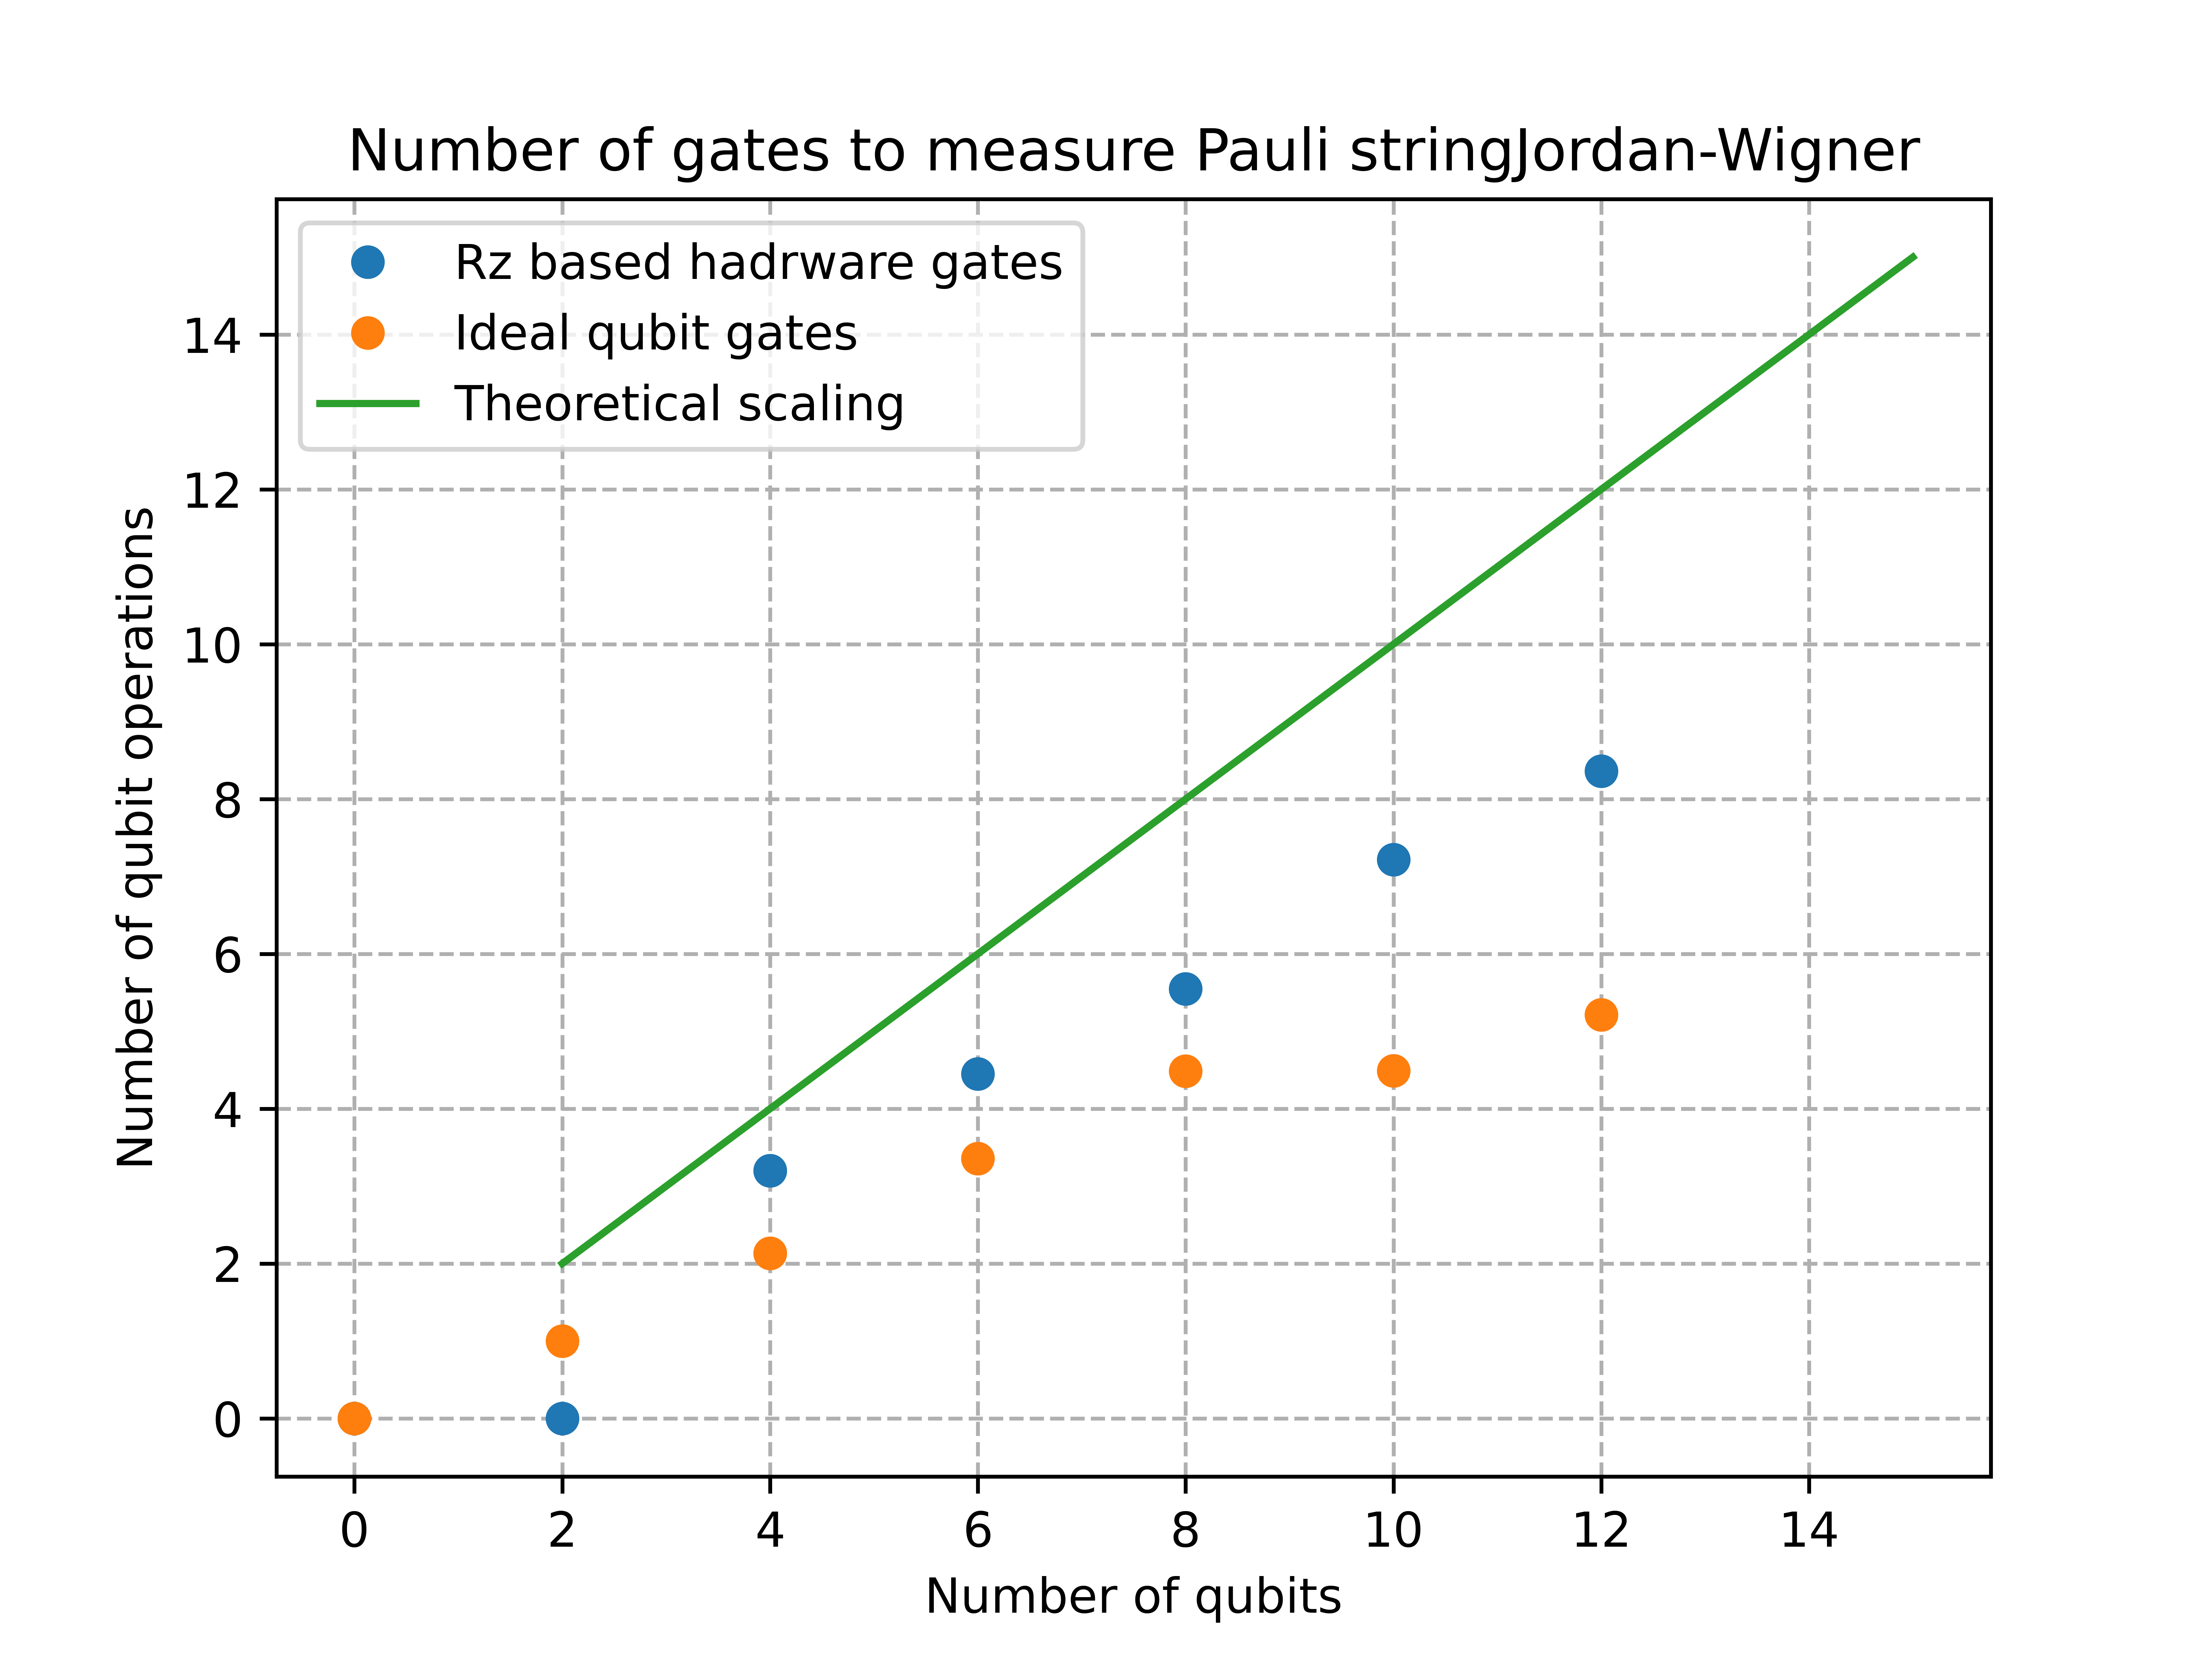 Number of gates to measure Pauli stringJordan-Wigner
Rz based hadrware gates
Ideal qubit gates
Theoretical scaling
14
12
10
8
6
4
2
0
Number of qubit operations
0 2 4 6 8 10 12 14
Number of qubits